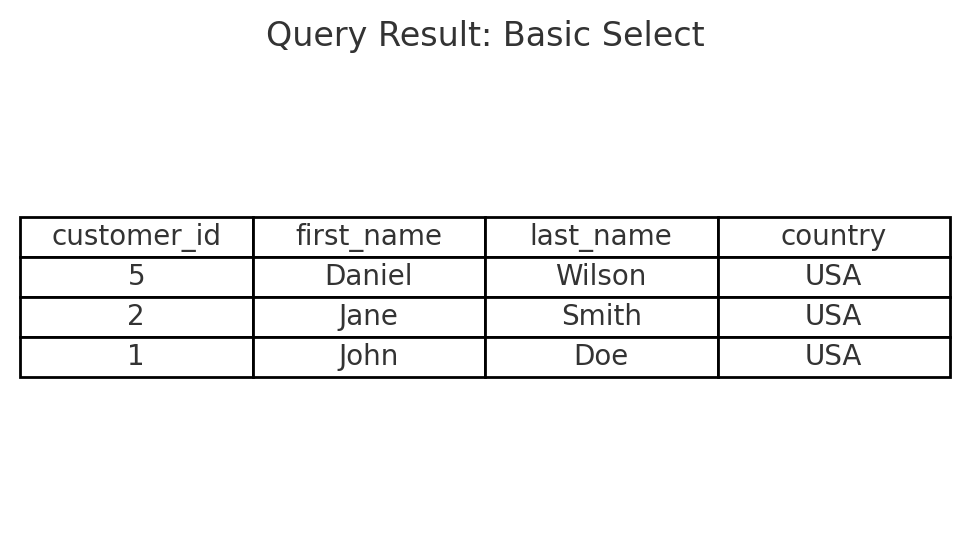 Query Result: Basic Select
customer_id first_name last_name country
5 Daniel Wilson USA
2 Jane Smith USA
1 John Doe USA